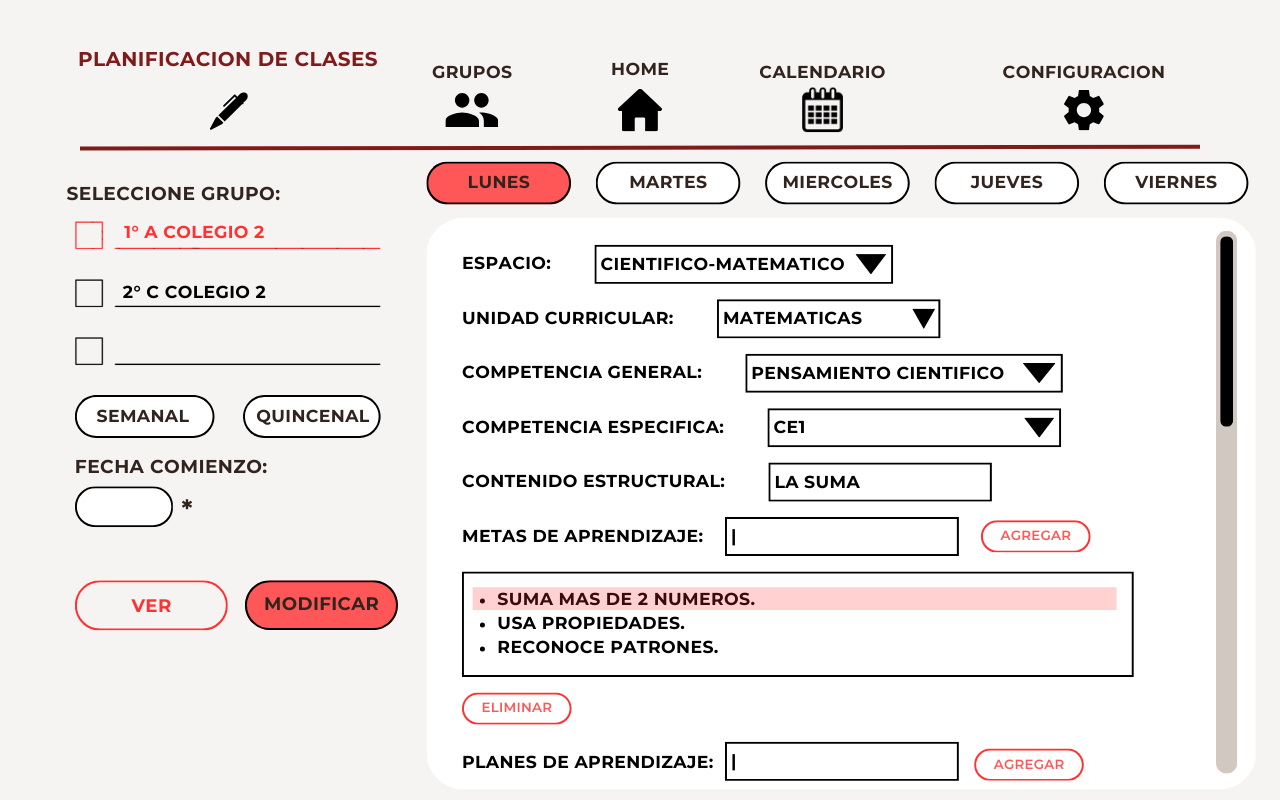 PLANIFICACION DE CLASES
GRUPOS
HOME
CALENDARIO
CONFIGURACION
LUNES
MARTES
MIERCOLES
JUEVES
VIERNES
SELECCIONE GRUPO:
1° A COLEGIO 2
2° C COLEGIO 2
SEMANAL
QUINCENAL
FECHA COMIENZO:
*
VER
MODIFICAR
ESPACIO:
CIENTIFICO-MATEMATICO
UNIDAD CURRICULAR:
MATEMATICAS
COMPETENCIA GENERAL:
PENSAMIENTO CIENTIFICO
COMPETENCIA ESPECIFICA:
CE1
CONTENIDO ESTRUCTURAL:
LA SUMA
METAS DE APRENDIZAJE:
|
AGREGAR
• SUMA MAS DE 2 NUMEROS.
• USA PROPIEDADES.
• RECONOCE PATRONES.
ELIMINAR
PLANES DE APRENDIZAJE:
|
AGREGAR